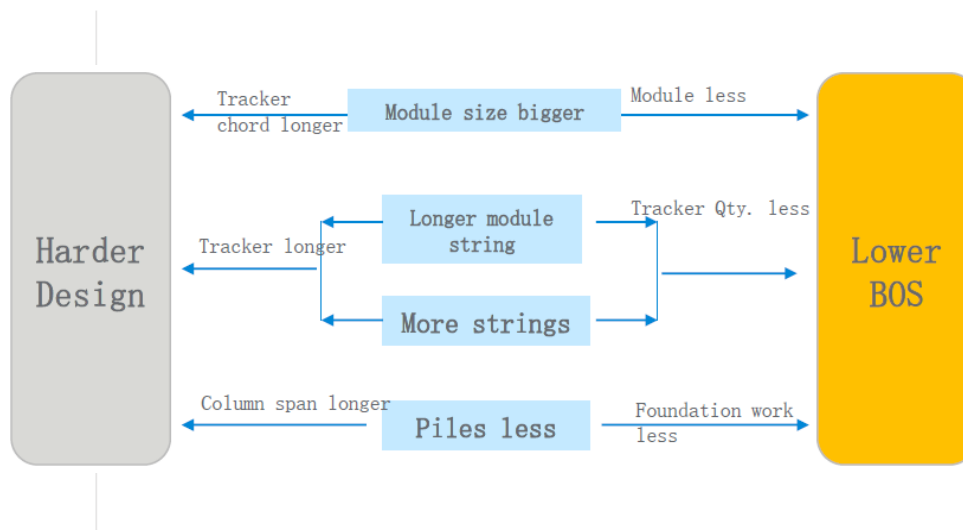 Tracker
chord longer
Module size bigger
Module less
Harder
Design
Tracker longer
Longer module
string
More strings
Tracker Qty. less
Lower
BOS
Column span longer
Piles less
Foundation work
less